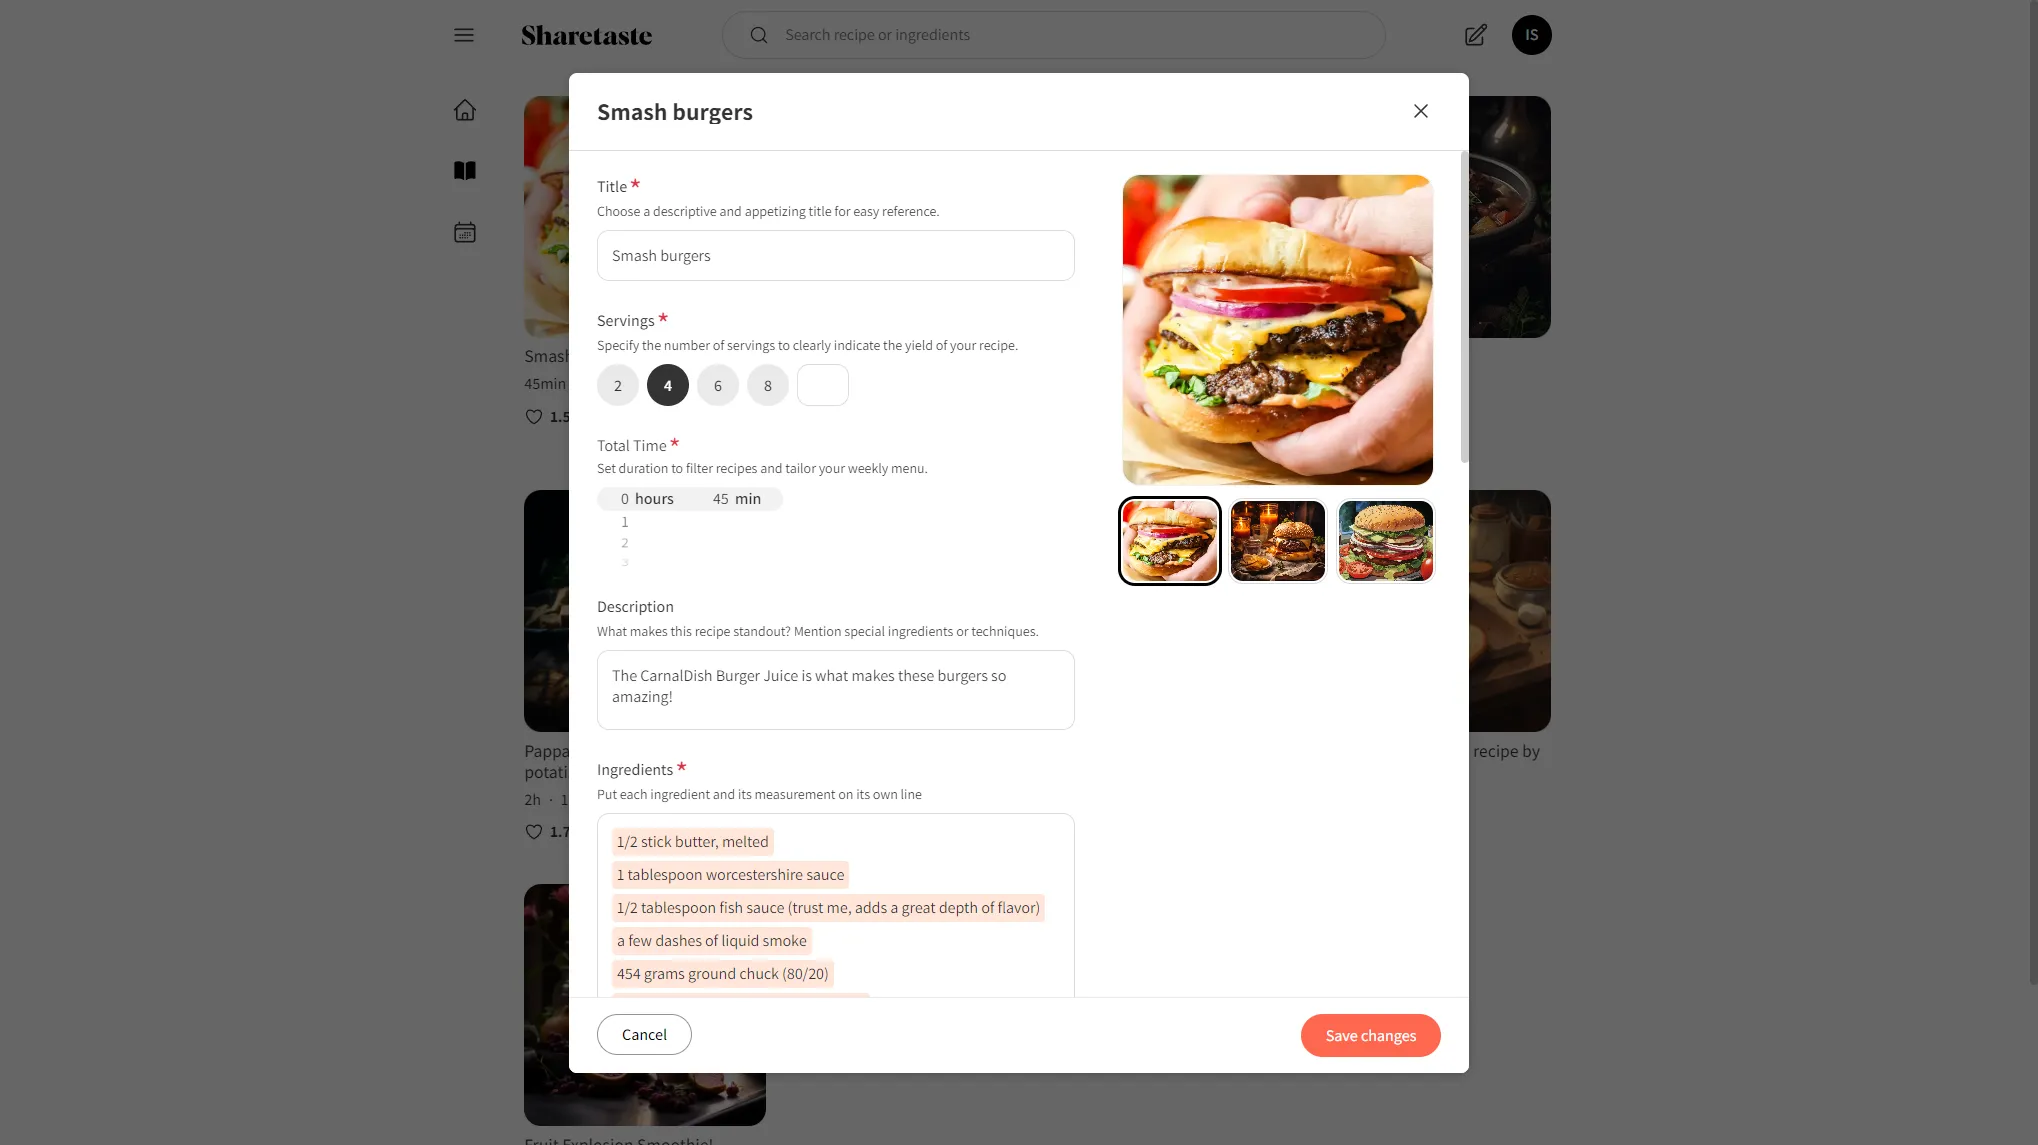 Sharetaste
Search recipe or ingredients
IS
Smash burgers
Title *
Choose a descriptive and appetizing title for easy reference.
Smash burgers
Servings *
Specify the number of servings to clearly indicate the yield of your recipe.
2 4 6 8
Total Time *
Set duration to filter recipes and tailor your weekly menu.
0 hours 45 min
1
2
3
Description
What makes this recipe standout? Mention special ingredients or techniques.
The CarnalDish Burger Juice is what makes these burgers so
amazing!
Ingredients *
Put each ingredient and its measurement on its own line
1/2 stick butter, melted
1 tablespoon worcestershire sauce
1/2 tablespoon fish sauce (trust me, adds a great depth of flavor)
a few dashes of liquid smoke
454 grams ground chuck (80/20)
Cancel
Save changes
Smash
45min
1.5
Pappa
potati
2h · 1
1.7
recipe by
Fruit Explosion Smoothie!